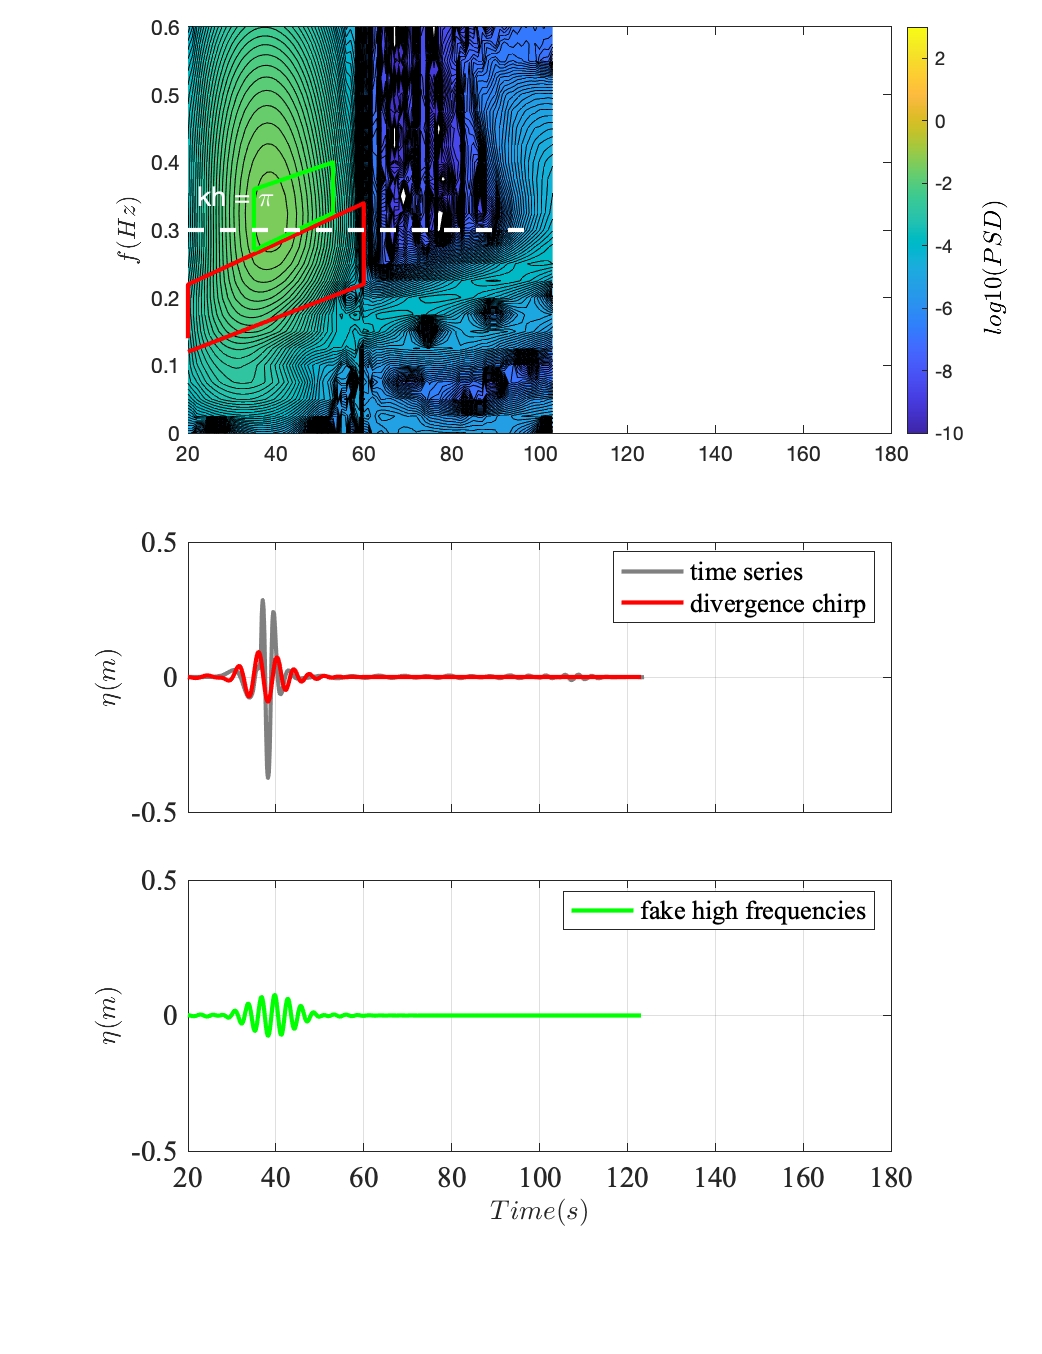 0.6
0.5
0.4
0.3
0.2
0.1
0
f(Hz)
kh = π
20 40 60 80 100 120 140 160 180
2
0
-2
-4
-6
-8
-10
log10(PSD)
0.5
0
-0.5
η(m)
time series
divergence chirp
0.5
0
-0.5
η(m)
fake high frequencies
20 40 60 80 100 120 140 160 180
Time(s)